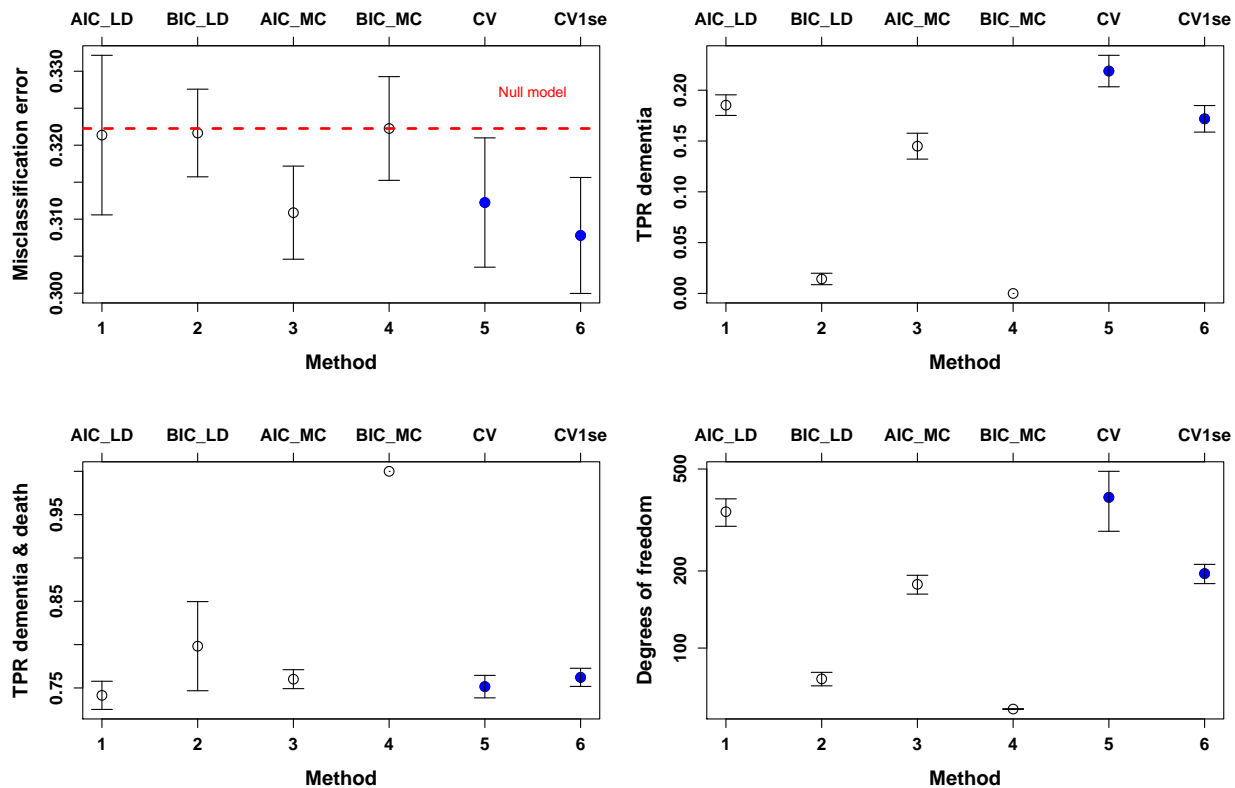 AIC_LD BIC_LD AIC_MC BIC_MC CV CV1se
Misclassification error
0.330
0.320
0.310
0.300
Null model
1 2 3 4 5 6
Method
AIC_LD BIC_LD AIC_MC BIC_MC CV CV1se
TPR dementia
0.20
0.15
0.10
0.05
0.00
1 2 3 4 5 6
Method
AIC_LD BIC_LD AIC_MC BIC_MC CV CV1se
TPR dementia & death
0.95
0.85
0.75
1 2 3 4 5 6
Method
AIC_LD BIC_LD AIC_MC BIC_MC CV CV1se
Degrees of freedom
500
200
100
1 2 3 4 5 6
Method